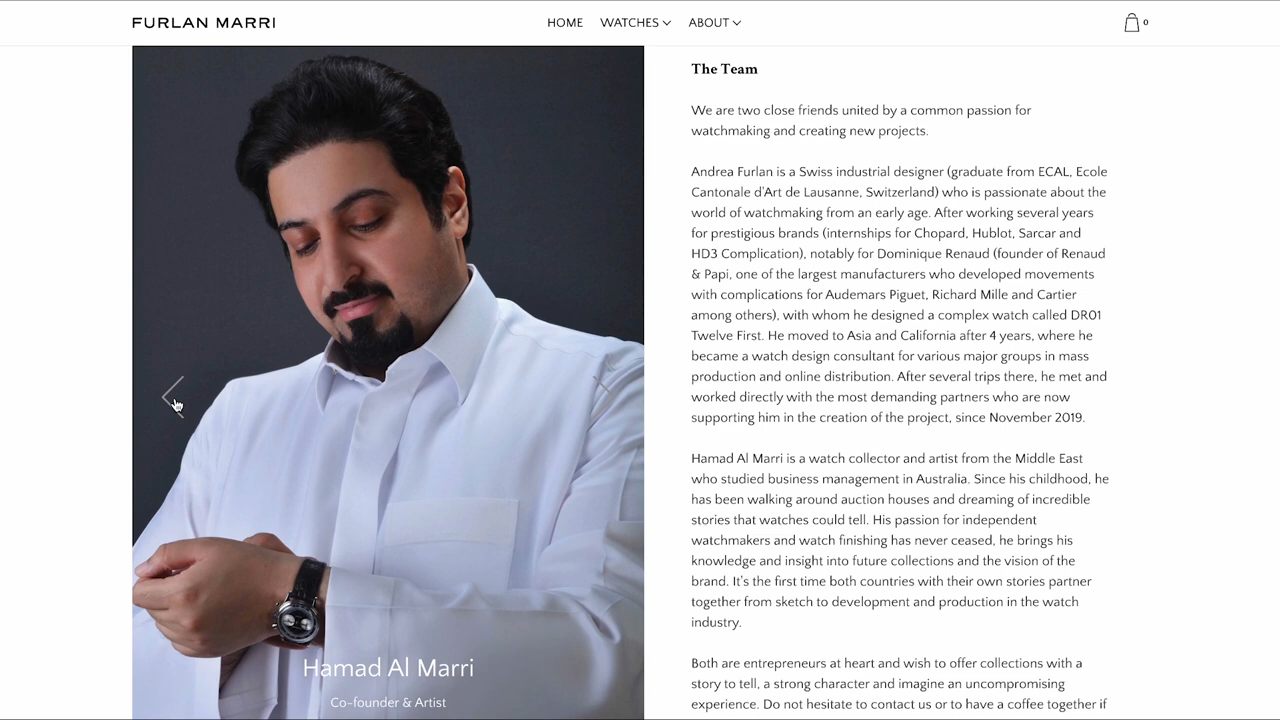 FURLAN MARRI
HOME WATCHES ABOUT
0
The Team
We are two close friends united by a common passion for
watchmaking and creating new projects.
Andrea Furlan is a Swiss industrial designer (graduate from ECAL, Ecole
Cantonale d'Art de Lausanne, Switzerland) who is passionate about the
world of watchmaking from an early age. After working several years
for prestigious brands (internships for Chopard, Hublot, Sarcar and
HD3 Complication), notably for Dominique Renaud (founder of Renaud
& Papi, one of the largest manufacturers who developed movements
with complications for Audemars Piguet, Richard Mille and Cartier
among others), with whom he designed a complex watch called DR01
Twelve First. He moved to Asia and California after 4 years, where he
became a watch design consultant for various major groups in mass
production and online distribution. After several trips there, he met and
worked directly with the most demanding partners who are now
supporting him in the creation of the project, since November 2019.
Hamad Al Marri is a watch collector and artist from the Middle East
who studied business management in Australia. Since his childhood, he
has been walking around auction houses and dreaming of incredible
stories that watches could tell. His passion for independent
watchmakers and watch finishing has never ceased, he brings his
knowledge and insight into future collections and the vision of the
brand. It's the first time both countries with their own stories partner
together from sketch to development and production in the watch
industry.
Both are entrepreneurs at heart and wish to offer collections with a
story to tell, a strong character and imagine an uncompromising
experience. Do not hesitate to contact us or to have a coffee together if
Hamad Al Marri
Co-founder & Artist